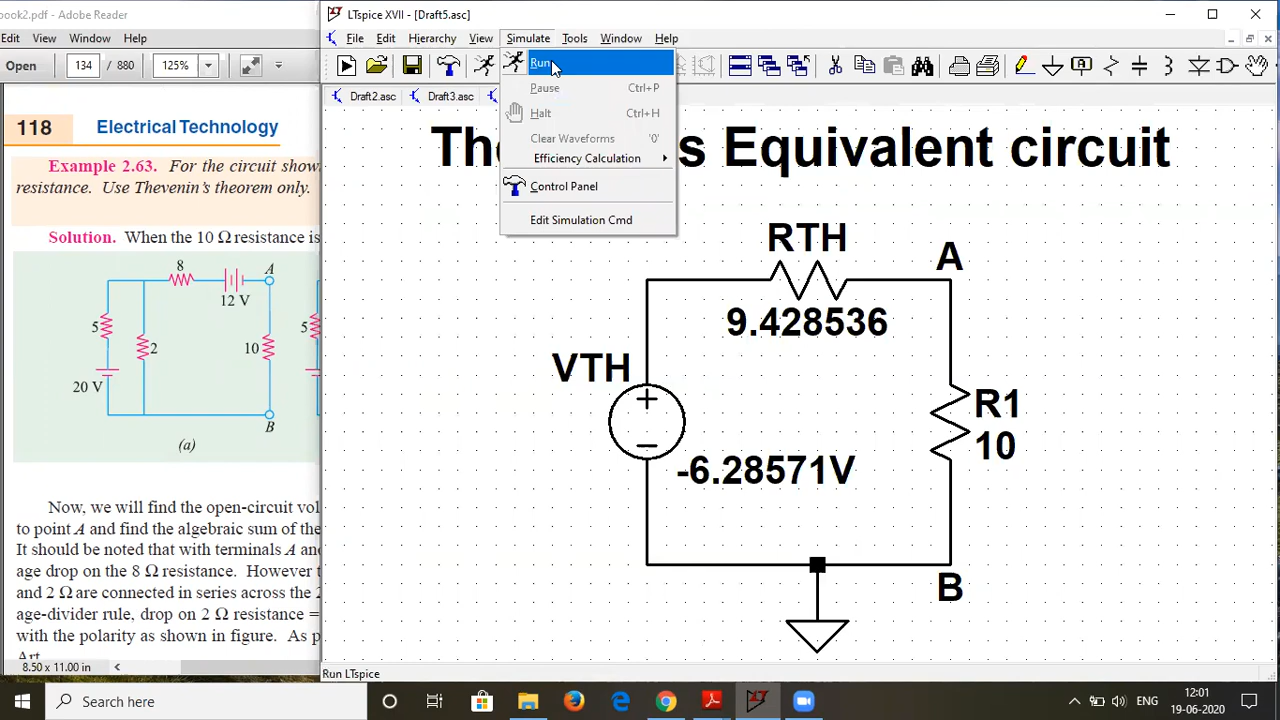 book2.pdf - Adobe Reader
Edit View Window Help
Open 134 / 880 125%
118 Electrical Technology
Example 2.63. For the circuit show
resistance. Use Thevenin's theorem only.
Solution. When the 10 Ω resistance is
8
A
12 V
5
2
10
5
20 V
B
(a)
Now, we will find the open-circuit vol
to point A and find the algebraic sum of the
It should be noted that with terminals A and
age drop on the 8 Ω resistance. However t
and 2 Ω are connected in series across the 2
age-divider rule, drop on 2 Ω resistance =
with the polarity as shown in figure. As p
Art.
8.50 x 11.00 in
LTspice XVII - [Draft5.asc]
File Edit Hierarchy View Simulate Tools Window Help
Draft2.asc Draft3.asc
Run
Pause Ctrl+P
Halt Ctrl+H
Clear Waveforms '0'
Efficiency Calculation
Control Panel
Edit Simulation Cmd
s Equivalent circuit
RTH
A
9.428536
VTH
R1
10
-6.28571V
B
Run LTspice
Type here to search
ENG
12:01
19-06-2020